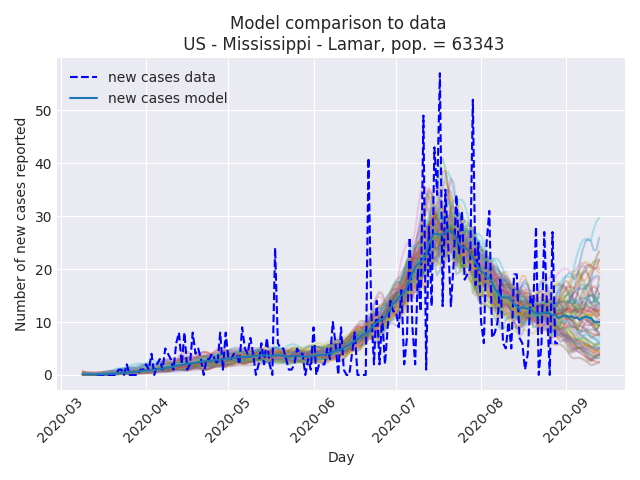 Model comparison to data
US - Mississippi - Lamar, pop. = 63343
new cases data
new cases model
Number of new cases reported
50
40
30
20
10
0
2020-03
2020-04
2020-05
2020-06
2020-07
2020-08
2020-09
Day